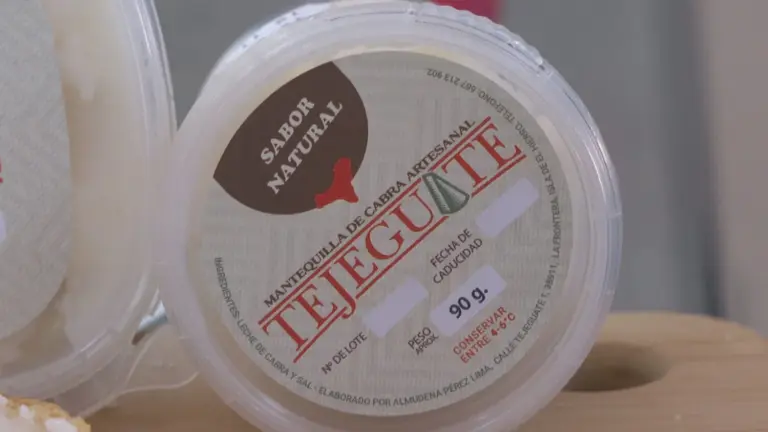 SABOR
NATURAL
MANTEQUILLA DE CABRA ARTESANAL
TEJEGUATE
Nº DE LOTE
FECHA DE
CADUCIDAD
PESO
APROX.
90 g.
CONSERVAR
ENTRE 4-6ºC
INGREDIENTES: LECHE DE CABRA Y SAL - ELABORADO POR ALMUDENA PÉREZ LIMA, CALLE TEJEGUATE 1, 38911, LA FRONTERA, ISLA DE EL HIERRO, TELÉFONO: 667 213 902